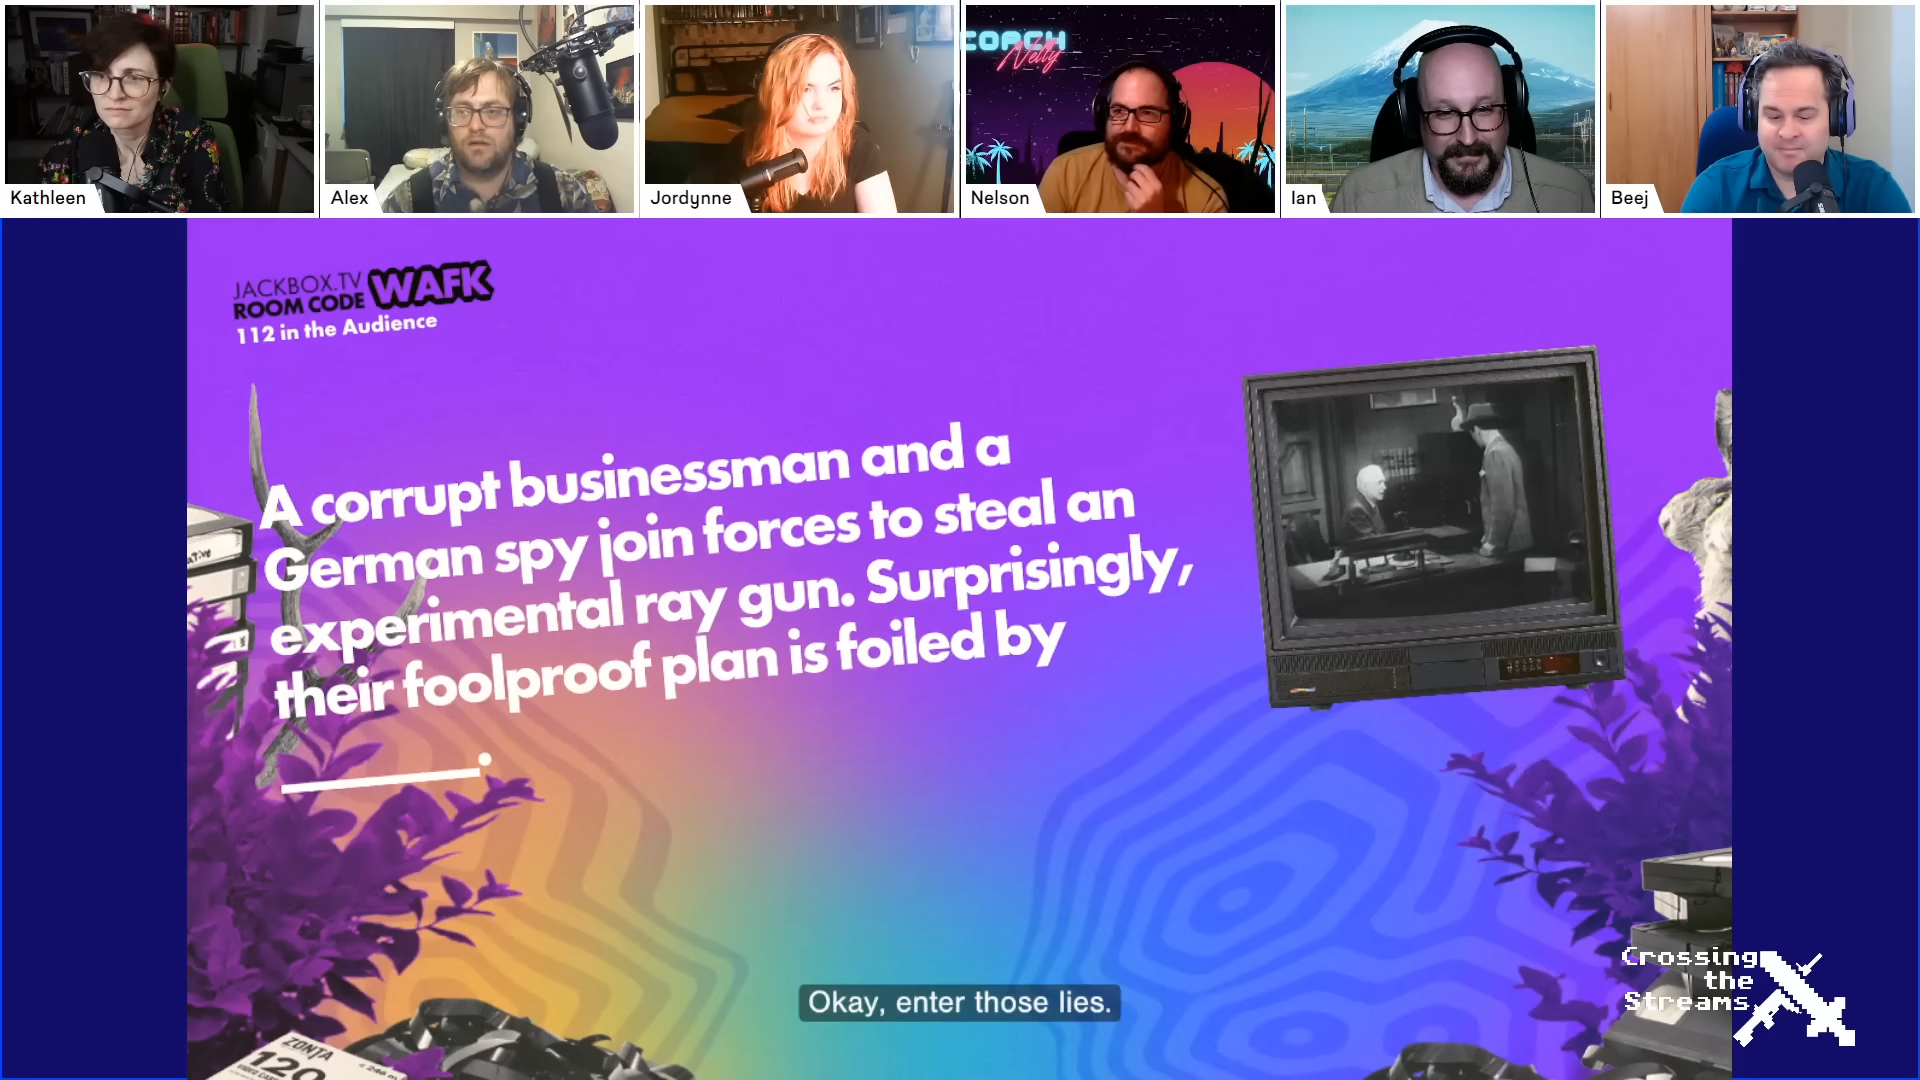 COACH
Nelly
Kathleen
Alex
Jordynne
Nelson
Ian
Beej
JACKBOX.TV
ROOM CODE WAFK
112 in the Audience
A corrupt businessman and a
German spy join forces to steal an
experimental ray gun. Surprisingly,
their foolproof plan is foiled by
Okay, enter those lies.
Crossing
the
Streams
ZONTA
120